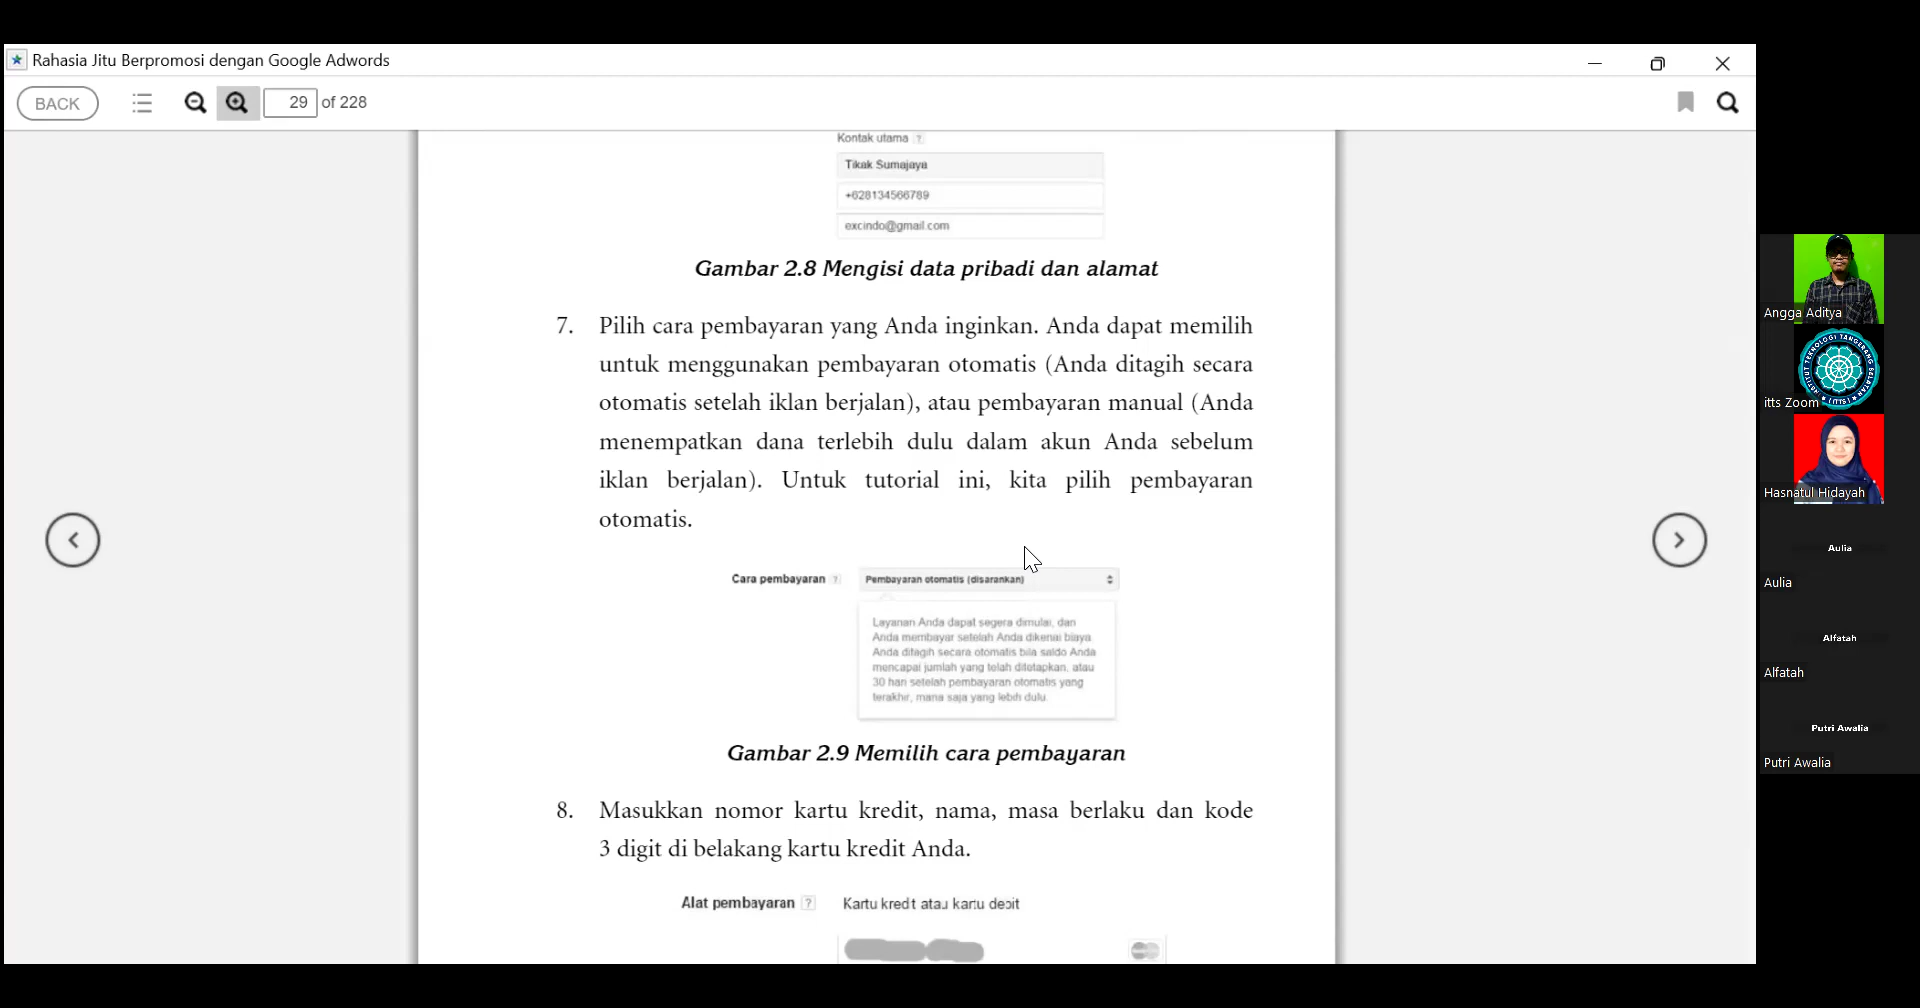 Rahasia Jitu Berpromosi dengan Google Adwords
BACK
29 of 228
Kontak utama ?
Tikak Sumajaya
+628134566789
excindo@gmail.com
Gambar 2.8 Mengisi data pribadi dan alamat
7. Pilih cara pembayaran yang Anda inginkan. Anda dapat memilih
untuk menggunakan pembayaran otomatis (Anda ditagih secara
otomatis setelah iklan berjalan), atau pembayaran manual (Anda
menempatkan dana terlebih dulu dalam akun Anda sebelum
iklan berjalan). Untuk tutorial ini, kita pilih pembayaran
otomatis.
Cara pembayaran ? Pembayaran otomatis (disarankan)
Layanan Anda dapat segera dimulai, dan
Anda membayar setelah Anda dikenai biaya
Anda ditagih secara otomatis bila saldo Anda
mencapai jumlah yang telah ditetapkan, atau
30 hari setelah pembayaran otomatis yang
terakhir, mana saja yang lebih dulu.
Gambar 2.9 Memilih cara pembayaran
8. Masukkan nomor kartu kredit, nama, masa berlaku dan kode
3 digit di belakang kartu kredit Anda.
Alat pembayaran ? Kartu kredit atau kartu debit
Angga Aditya
INSTITUT TEKNOLOGI TANGERANG SELATAN
(ITTS)
itts Zoom
Hasnatul Hidayah
Aulia
Aulia
Alfatah
Alfatah
Putri Awalia
Putri Awalia